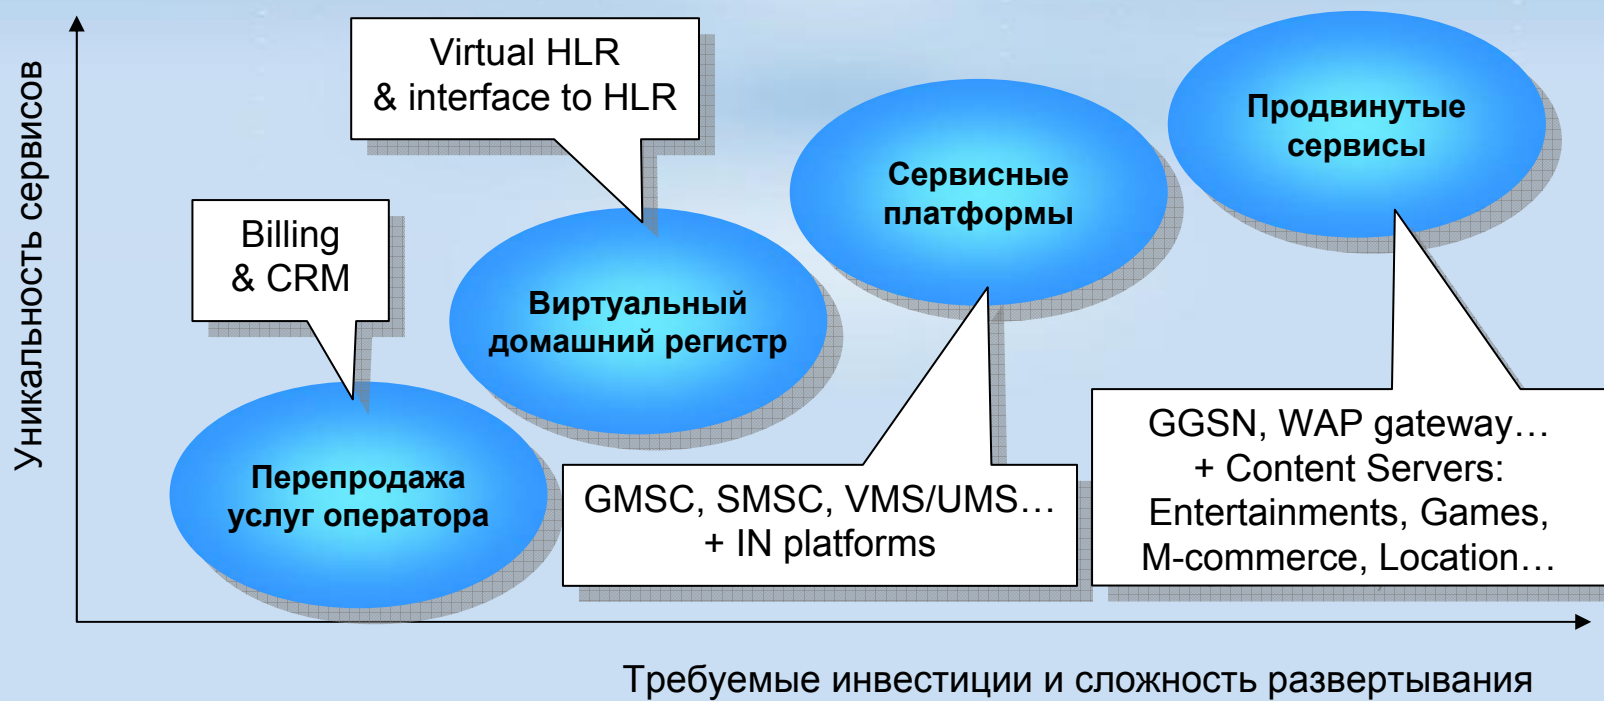 Уникальность сервисов
Virtual HLR
& interface to HLR
Продвинутые
сервисы
Сервисные
платформы
Billing
& CRM
Виртуальный
домашний регистр
Перепродажа
услуг оператора
GMSC, SMSC, VMS/UMS…
+ IN platforms
GGSN, WAP gateway…
+ Content Servers:
Entertainments, Games,
M-commerce, Location…
Требуемые инвестиции и сложность развертывания